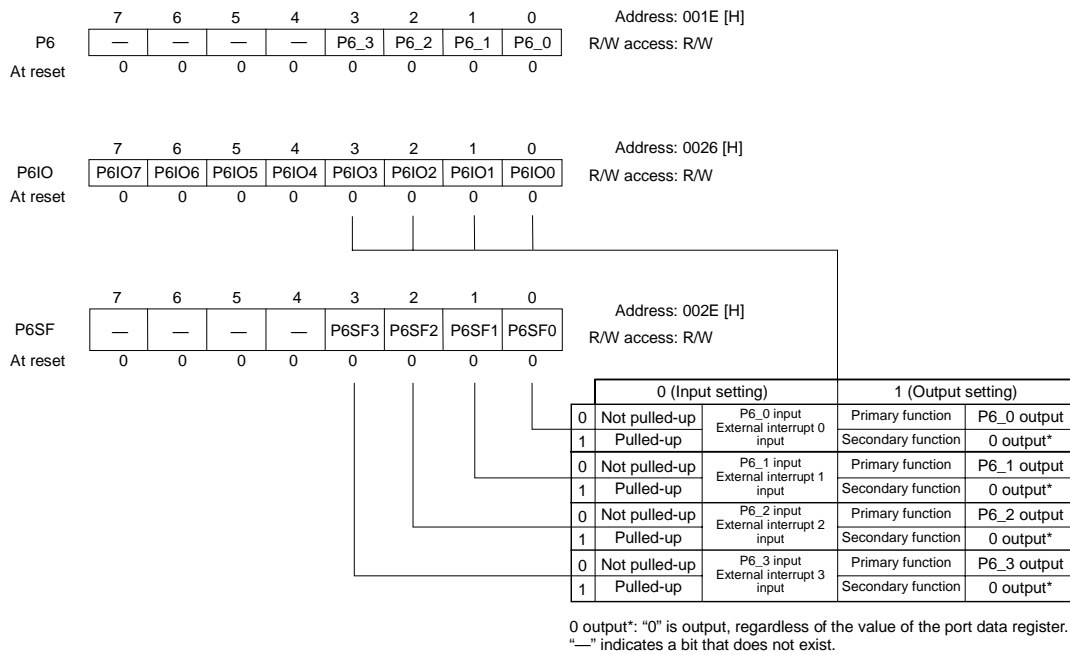 7 6 5 4 3 2 1 0 Address: 001E [H]
P6 — — — — P6_3 P6_2 P6_1 P6_0 R/W access: R/W
At reset 0 0 0 0 0 0 0 0
7 6 5 4 3 2 1 0 Address: 0026 [H]
P6IO P6IO7 P6IO6 P6IO5 P6IO4 P6IO3 P6IO2 P6IO1 P6IO0 R/W access: R/W
At reset 0 0 0 0 0 0 0 0
7 6 5 4 3 2 1 0 Address: 002E [H]
P6SF — — — — P6SF3 P6SF2 P6SF1 P6SF0 R/W access: R/W
At reset 0 0 0 0 0 0 0 0
0 (Input setting) 1 (Output setting)
0 Not pulled-up P6_0 input Primary function P6_0 output
External interrupt 0
1 Pulled-up input Secondary function 0 output*
0 Not pulled-up P6_1 input Primary function P6_1 output
External interrupt 1
1 Pulled-up input Secondary function 0 output*
0 Not pulled-up P6_2 input Primary function P6_2 output
External interrupt 2
1 Pulled-up input Secondary function 0 output*
0 Not pulled-up P6_3 input Primary function P6_3 output
External interrupt 3
1 Pulled-up input Secondary function 0 output*
0 output*: “0” is output, regardless of the value of the port data register.
“—” indicates a bit that does not exist.